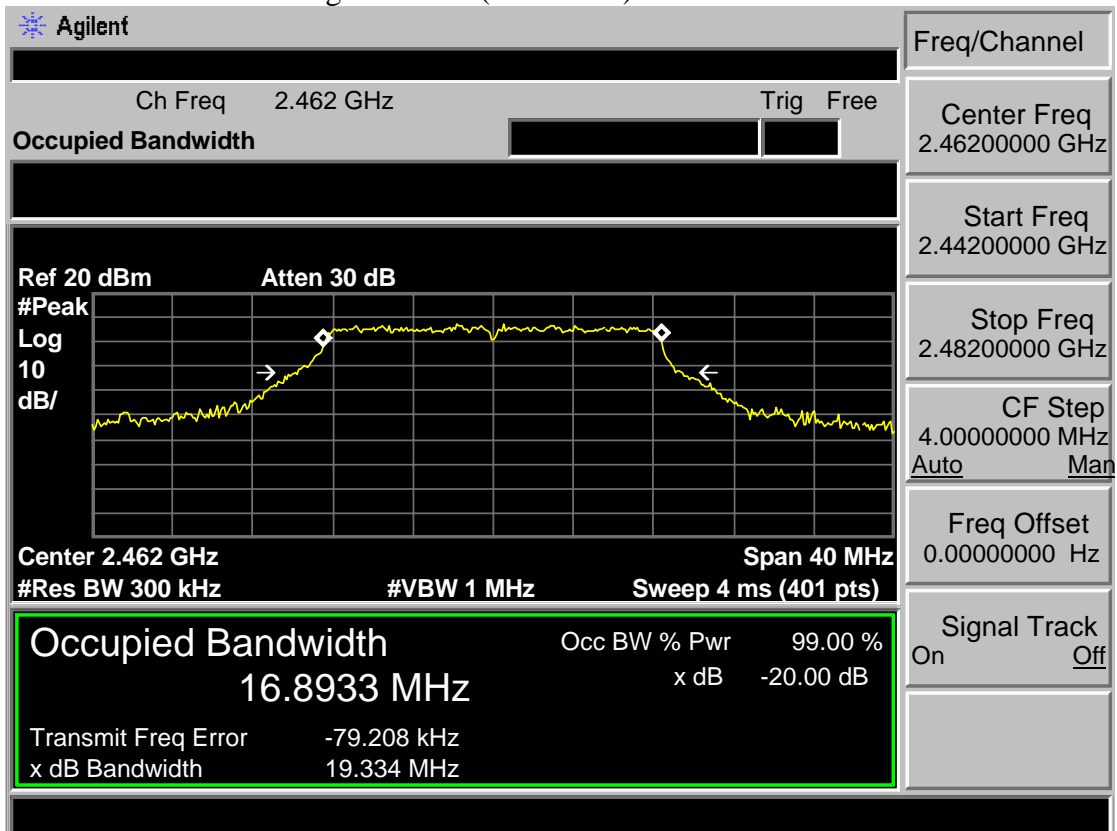 Agilent
Freq/Channel
Ch Freq 2.462 GHz Trig Free
Occupied Bandwidth
Center Freq
2.46200000 GHz
Start Freq
2.44200000 GHz
Stop Freq
2.48200000 GHz
CF Step
4.00000000 MHz
Auto Man
Freq Offset
0.00000000 Hz
Signal Track
On Off
Ref 20 dBm Atten 30 dB
#Peak
Log
10
dB/
Center 2.462 GHz Span 40 MHz
#Res BW 300 kHz #VBW 1 MHz Sweep 4 ms (401 pts)
Occupied Bandwidth Occ BW % Pwr 99.00 %
16.8933 MHz x dB -20.00 dB
Transmit Freq Error -79.208 kHz
x dB Bandwidth 19.334 MHz